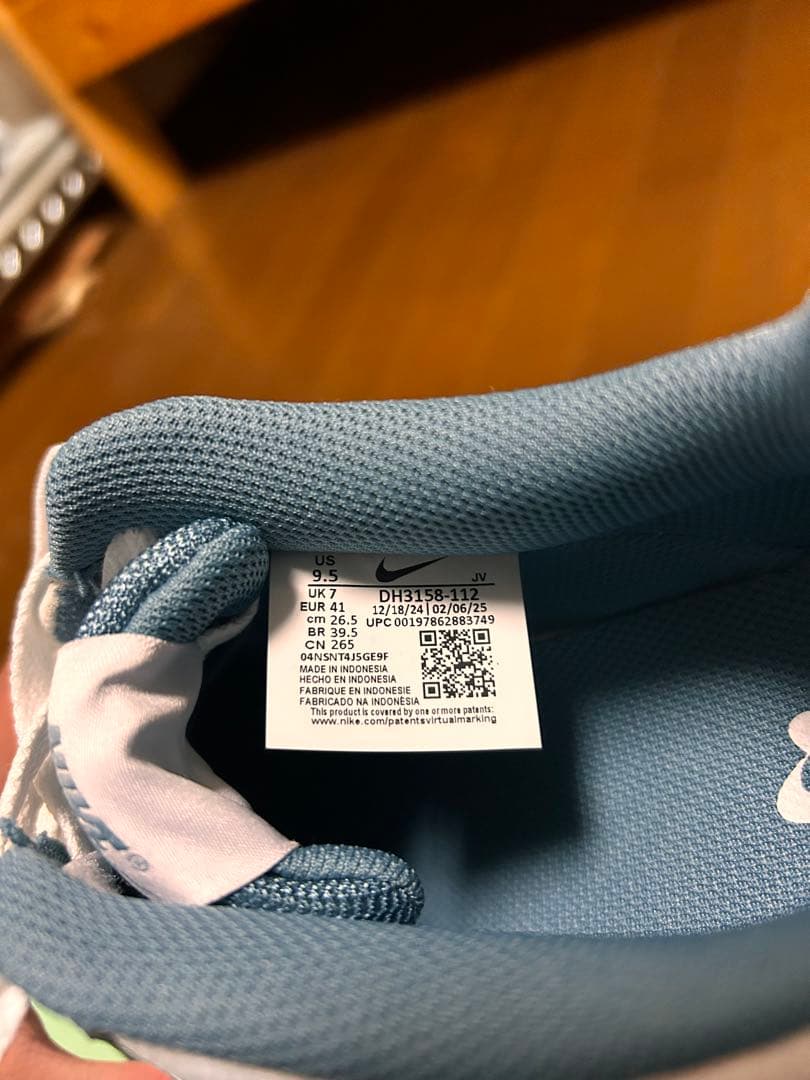 US
9.5
JV
UK 7
DH3158-112
EUR 41
12/18/24 | 02/06/25
cm 26.5
UPC 00197862883749
BR 39.5
CN 265
04NSNT4J5GE9F
MADE IN INDONESIA
HECHO EN INDONESIA
FABRIQUE EN INDONESIE
FABRICADO NA INDONÉSIA
This product is covered by one or more patents:
www.nike.com/patentsvirtualmarking
®